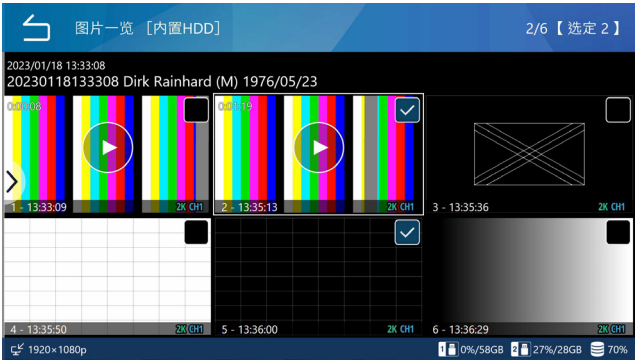 图片一览 [内置HDD]
2/6【 选定 2 】
2023/01/18 13:33:08
20230118133308 Dirk Rainhard (M) 1976/05/23
0:00:08
0:01:19
1 - 13:33:09 2K CH1
2 - 13:35:13 2K CH1
3 - 13:35:36 2K CH1
4 - 13:35:50 2K CH1
5 - 13:36:00 2K CH1
6 - 13:36:29 2K CH1
1920×1080p
1 0%/58GB 2 27%/28GB 70%